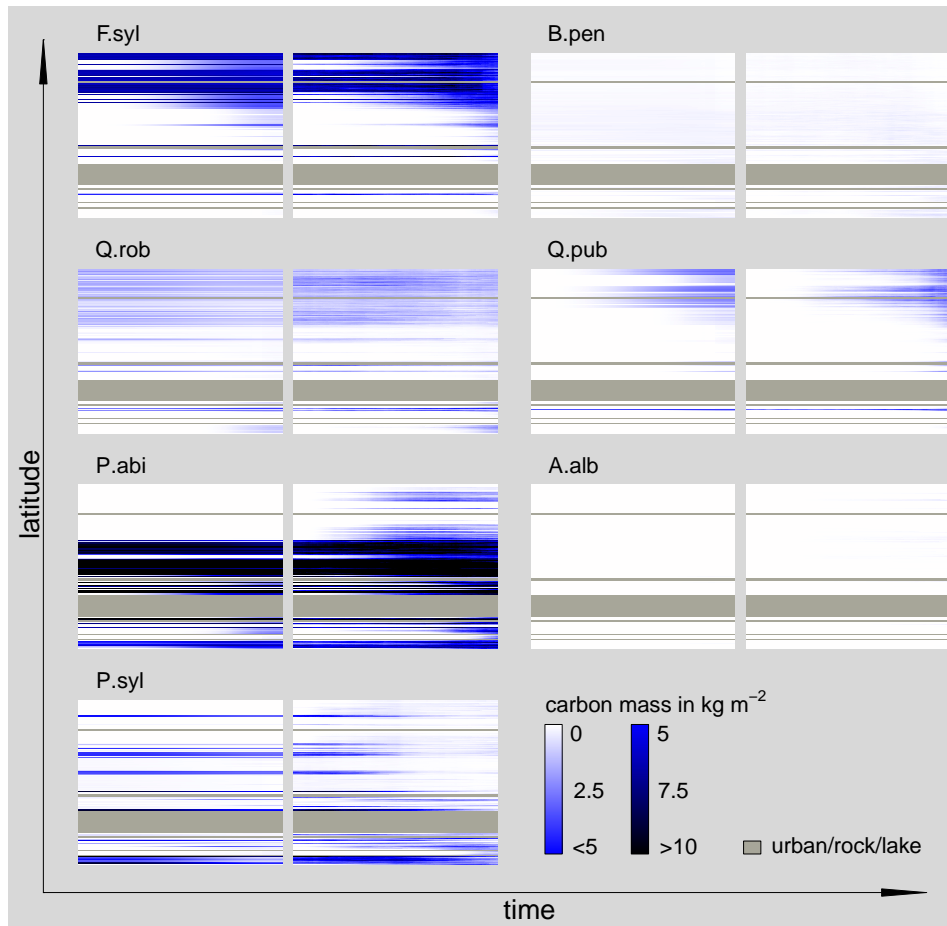 F.syl
B.pen
Q.rob
Q.pub
P.abi
A.alb
P.syl
carbon mass in kg m⁻²
0
5
2.5
7.5
<5
>10
urban/rock/lake
latitude
time